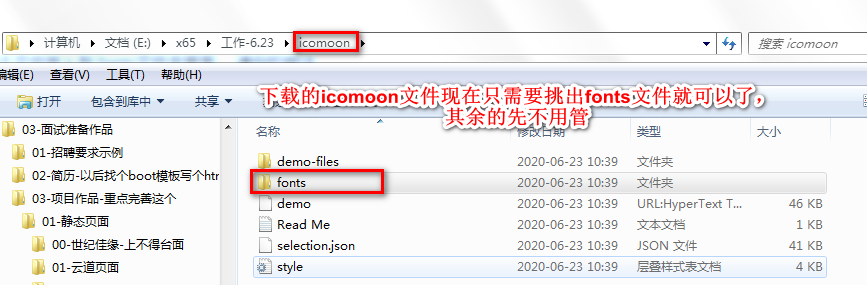 计算机 文档 (E:) x65 工作-6.23 icomoon 搜索 icomoon
编辑(E) 查看(V) 工具(T) 帮助(H)
打开 包含到库中 共享
下载的icomoon文件现在只需要挑出fonts文件就可以了，
其余的先不用管
名称 修改日期 类型 大小
03-面试准备作品
01-招聘要求示例
02-简历-以后找个boot模板写个htr
03-项目作品-重点完善这个
01-静态页面
00-世纪佳缘-上不得台面
01-云道页面
demo-files 2020-06-23 10:39 文件夹
fonts 2020-06-23 10:39 文件夹
demo 2020-06-23 10:39 URL:HyperText T... 46 KB
Read Me 2020-06-23 10:39 文本文档 1 KB
selection.json 2020-06-23 10:39 JSON 文件 41 KB
style 2020-06-23 10:39 层叠样式表文档 4 KB